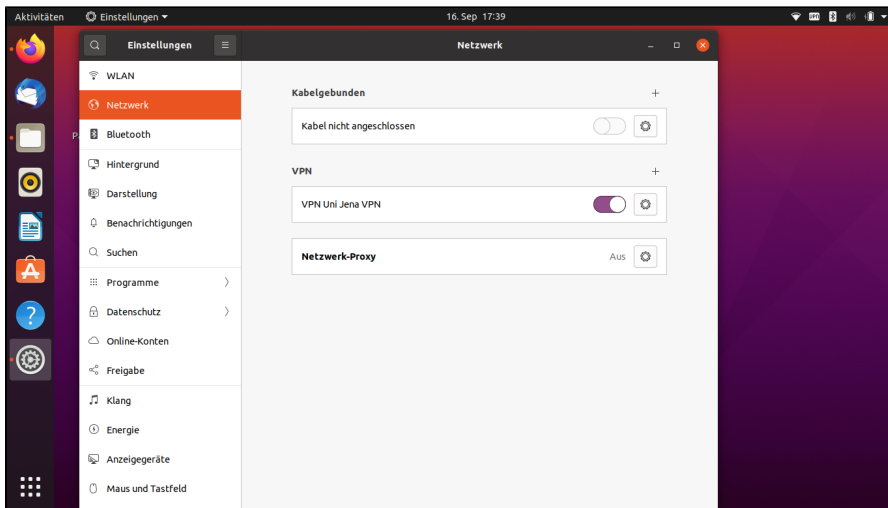 Aktivitäten
Einstellungen
16. Sep 17:39
Einstellungen
Netzwerk
WLAN
Netzwerk
Bluetooth
Hintergrund
Darstellung
Benachrichtigungen
Suchen
Programme
Datenschutz
Online-Konten
Freigabe
Klang
Energie
Anzeigegeräte
Maus und Tastfeld
Kabelgebunden
Kabel nicht angeschlossen
VPN
VPN Uni Jena VPN
Netzwerk-Proxy
Aus